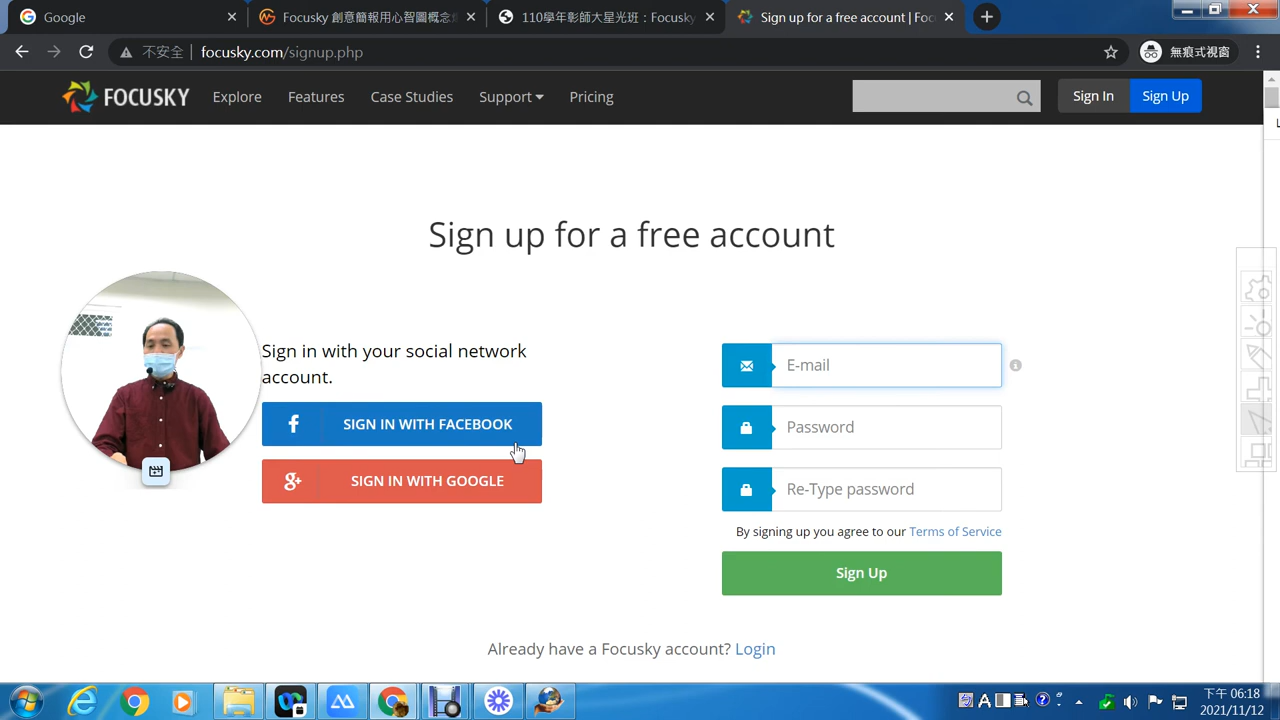 Google
Focusky 創意簡報用心智圖概念
110年彰師大星光班：Focusky
Sign up for a free account | Foc
不安全
focusky.com/signup.php
無痕式視窗
FOCUSKY
Explore
Features
Case Studies
Support
Pricing
Sign In
Sign Up
Sign up for a free account
Sign in with your social network
account.
f
SIGN IN WITH FACEBOOK
g+
SIGN IN WITH GOOGLE
E-mail
Password
Re-Type password
By signing up you agree to our Terms of Service
Sign Up
Already have a Focusky account? Login
下午 06:18
2021/11/12